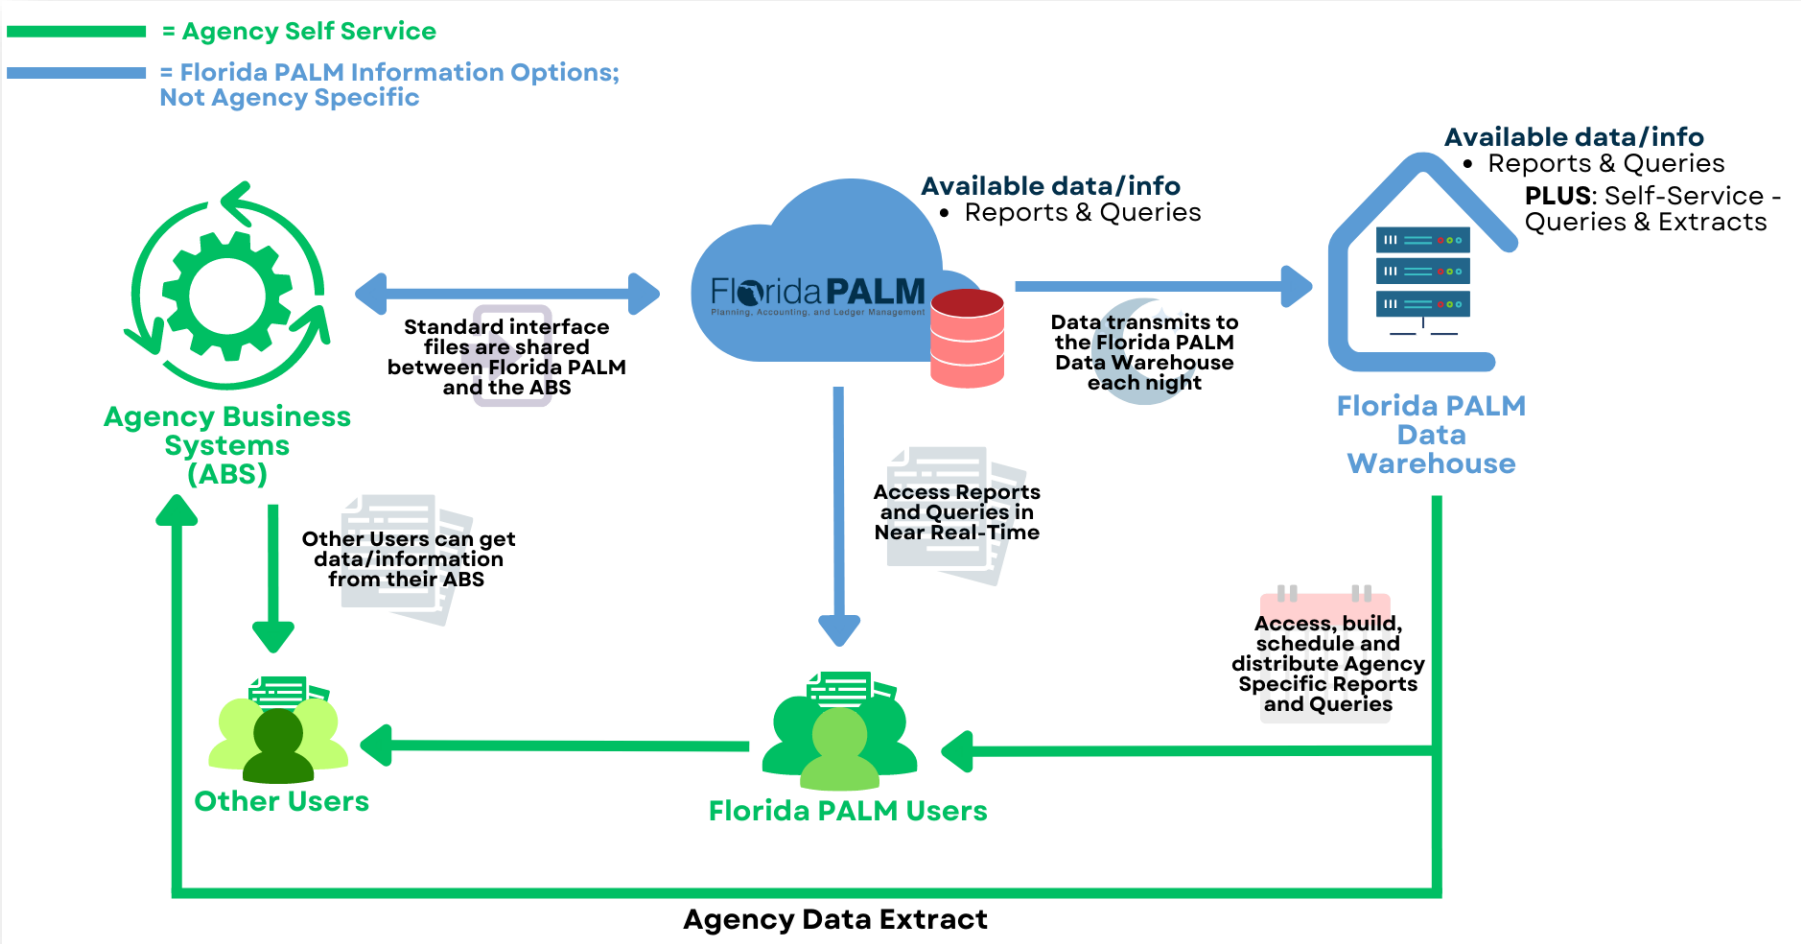 = Agency Self Service
= Florida PALM Information Options;
Not Agency Specific
Available data/info
• Reports & Queries
PLUS: Self-Service -
Queries & Extracts
Available data/info
• Reports & Queries
Florida PALM
Planning, Accounting, and Ledger Management
Standard interface
files are shared
between Florida PALM
and the ABS
Data transmits to
the Florida PALM
Data Warehouse
each night
Agency Business
Systems
(ABS)
Florida PALM
Data
Warehouse
Access Reports
and Queries in
Near Real-Time
Other Users can get
data/information
from their ABS
Access, build,
schedule and
distribute Agency
Specific Reports
and Queries
Other Users
Florida PALM Users
Agency Data Extract